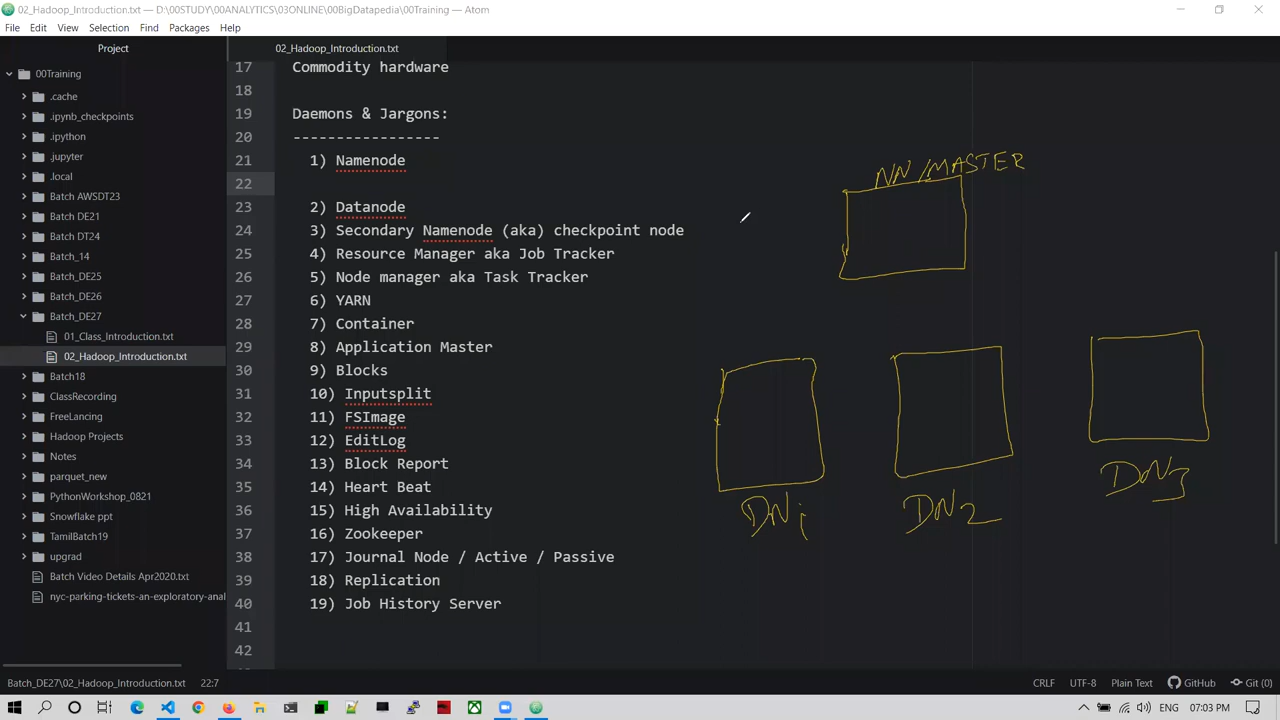 02_Hadoop_Introduction.txt — D:\00STUDY\00ANALYTICS\03ONLINE\00BigDatapedia\00Training — Atom
File Edit View Selection Find Packages Help
Project
00Training
.cache
.ipynb_checkpoints
.ipython
.jupyter
.local
Batch AWSDT23
Batch DE21
Batch DT24
Batch_14
Batch_DE25
Batch_DE26
Batch_DE27
01_Class_Introduction.txt
02_Hadoop_Introduction.txt
Batch18
ClassRecording
FreeLancing
Hadoop Projects
Notes
parquet_new
PythonWorkshop_0821
Snowflake ppt
TamilBatch19
upgrad
Batch Video Details Apr2020.txt
nyc-parking-tickets-an-exploratory-anal
02_Hadoop_Introduction.txt
17 Commodity hardware
18
19 Daemons & Jargons:
20 -----------------
21 1) Namenode
22
23 2) Datanode
24 3) Secondary Namenode (aka) checkpoint node
25 4) Resource Manager aka Job Tracker
26 5) Node manager aka Task Tracker
27 6) YARN
28 7) Container
29 8) Application Master
30 9) Blocks
31 10) Inputsplit
32 11) FSImage
33 12) EditLog
34 13) Block Report
35 14) Heart Beat
36 15) High Availability
37 16) Zookeeper
38 17) Journal Node / Active / Passive
39 18) Replication
40 19) Job History Server
41
42
NN/MASTER
DN1
DN2
DN3
Batch_DE27\02_Hadoop_Introduction.txt 22:7
CRLF UTF-8 Plain Text GitHub Git (0)
ENG 07:03 PM